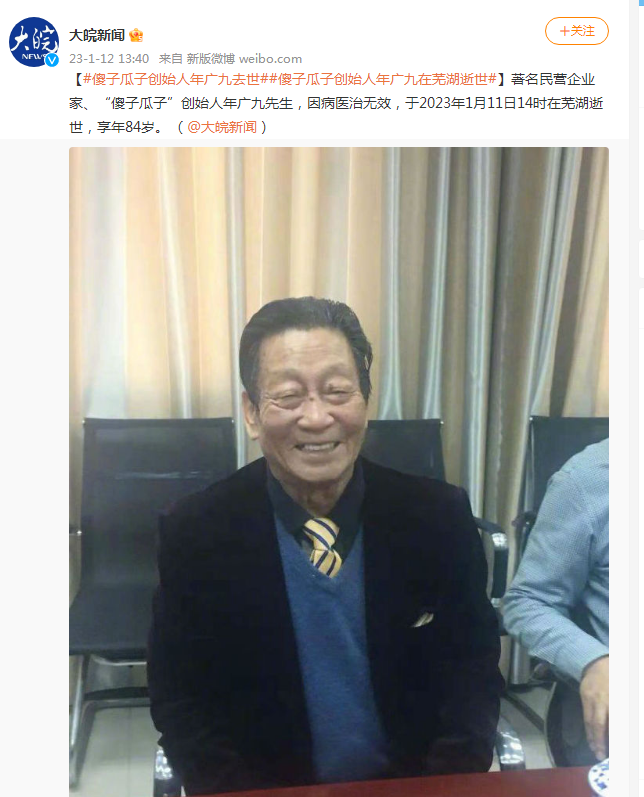 大皖
NEWS
大皖新闻
+关注
23-1-12 13:40 来自 新版微博 weibo.com
【#傻子瓜子创始人年广九去世##傻子瓜子创始人年广九在芜湖逝世#】著名民营企业
家、“傻子瓜子”创始人年广九先生，因病医治无效，于2023年1月11日14时在芜湖逝
世，享年84岁。（@大皖新闻）